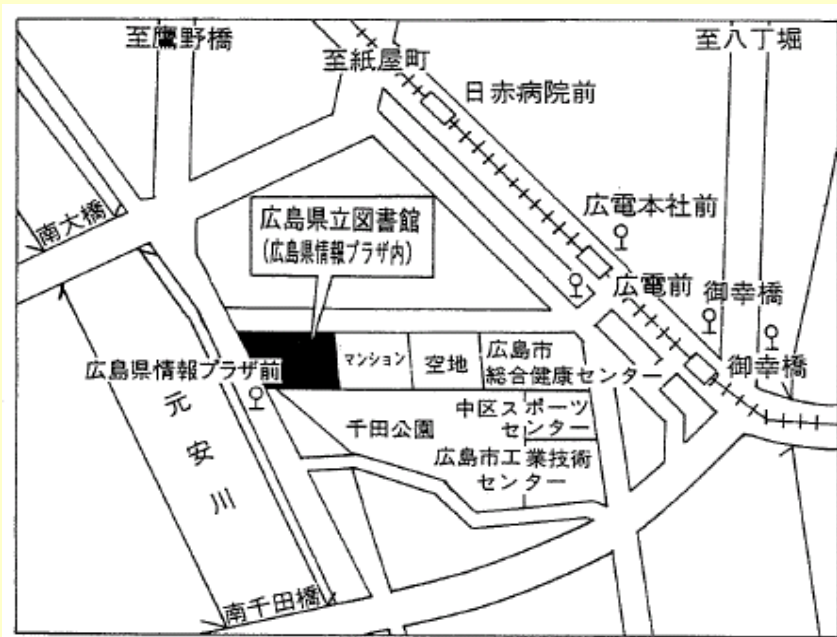 至鷹野橋
至紙屋町
至八丁堀
日赤病院前
広電本社前
南大橋
広島県立図書館
(広島県情報プラザ内)
広電前
御幸橋
広島県情報プラザ前
マンション
空地
広島市
総合健康センター
御幸橋
元安川
千田公園
中区スポーツ
センター
広島市工業技術
センター
南千田橋